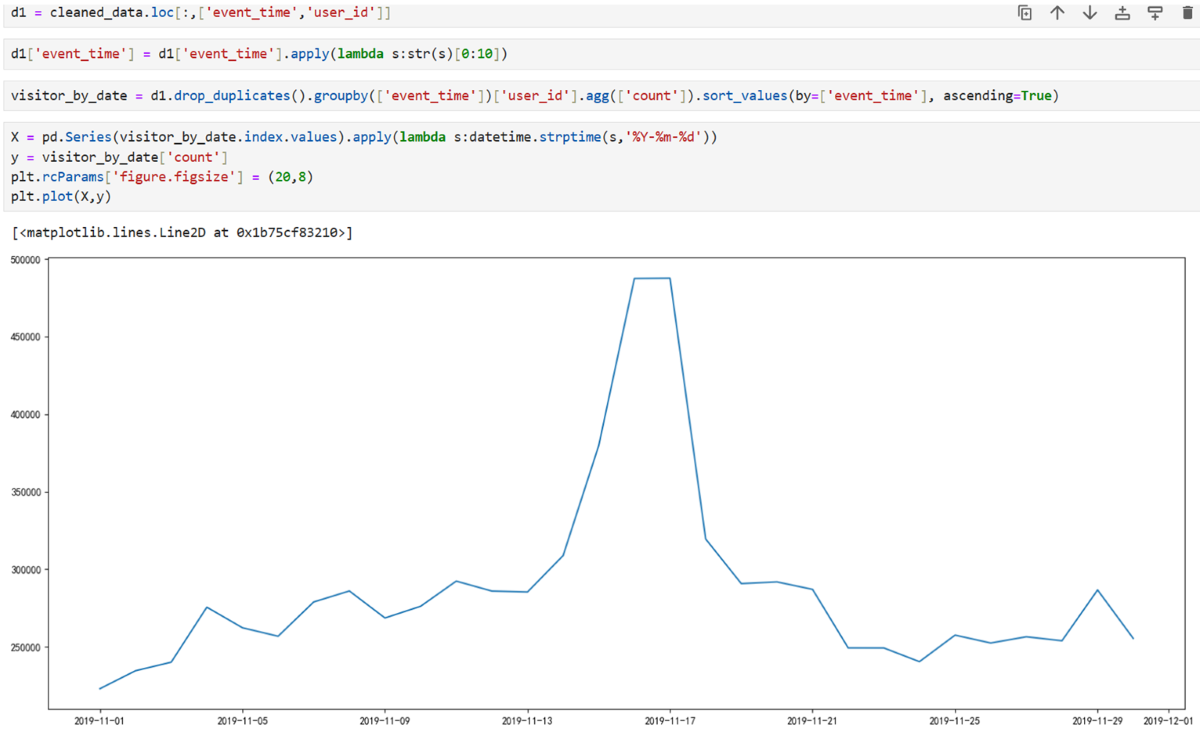 d1 = cleaned_data.loc[:,['event_time','user_id']]
d1['event_time'] = d1['event_time'].apply(lambda s:str(s)[0:10])
visitor_by_date = d1.drop_duplicates().groupby(['event_time'])['user_id'].agg(['count']).sort_values(by=['event_time'], ascending=True)
X = pd.Series(visitor_by_date.index.values).apply(lambda s:datetime.strptime(s,'%Y-%m-%d'))
y = visitor_by_date['count']
plt.rcParams['figure.figsize'] = (20,8)
plt.plot(X,y)
[<matplotlib.lines.Line2D at 0x1b75cf83210>]
500000
450000
400000
350000
300000
250000
2019-11-01 2019-11-05 2019-11-09 2019-11-13 2019-11-17 2019-11-21 2019-11-25 2019-11-29 2019-12-01